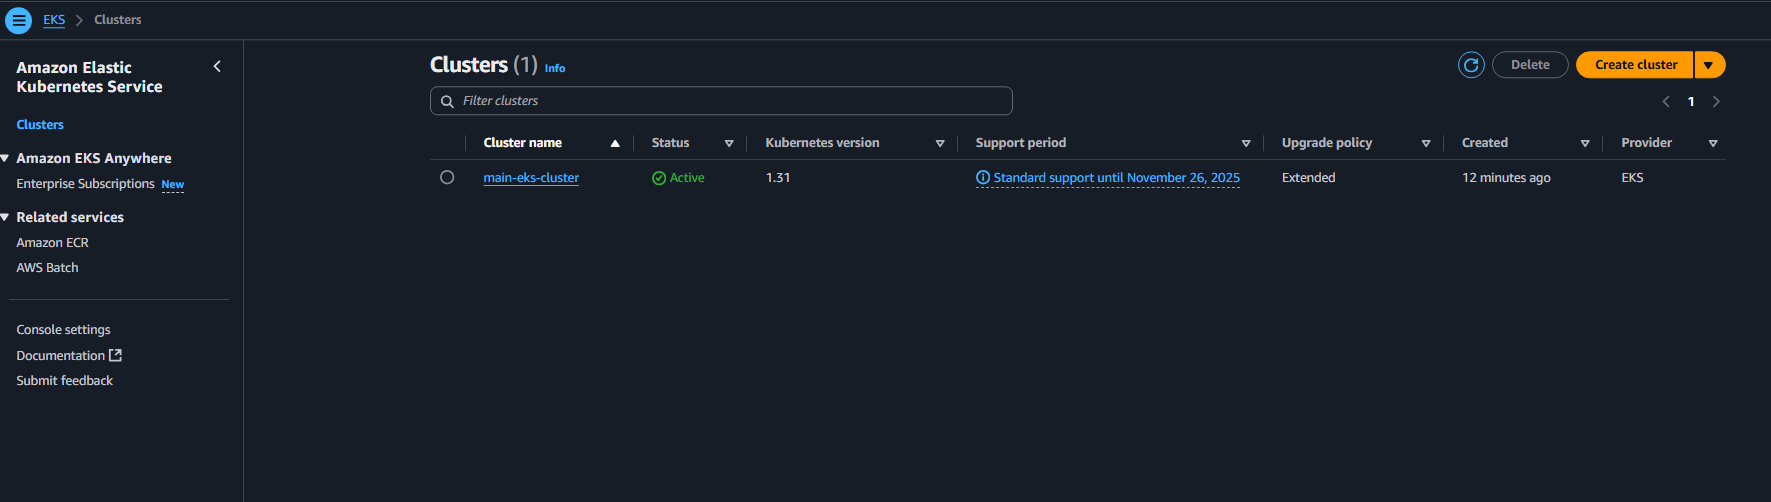 EKS > Clusters
Amazon Elastic
Kubernetes Service
Clusters
Amazon EKS Anywhere
Enterprise Subscriptions New
Related services
Amazon ECR
AWS Batch
Console settings
Documentation
Submit feedback
Clusters (1) Info
Delete
Create cluster
Filter clusters
1
Cluster name Status Kubernetes version Support period Upgrade policy Created Provider
main-eks-cluster Active 1.31 Standard support until November 26, 2025 Extended 12 minutes ago EKS